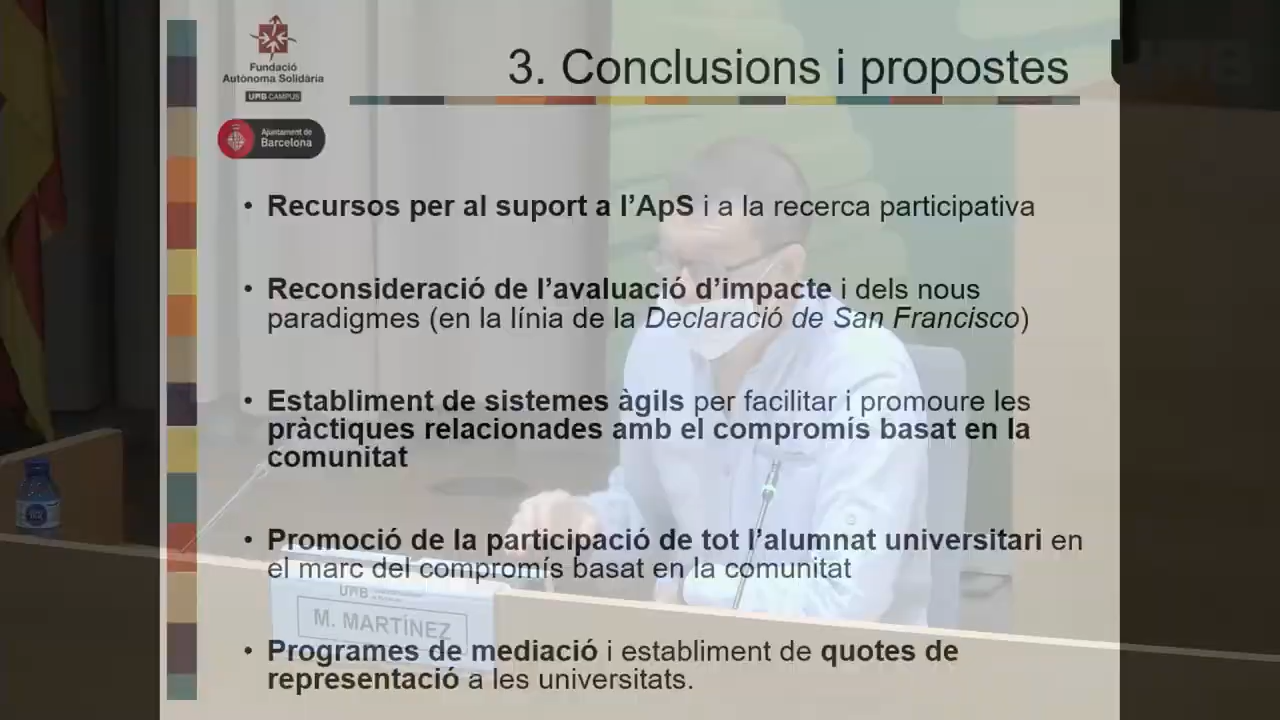 Fundació
Autònoma Solidària
UAB CAMPUS
3. Conclusions i propostes
UAB
Ajuntament de
Barcelona
• Recursos per al suport a l'ApS i a la recerca participativa
• Reconsideració de l'avaluació d'impacte i dels nous
paradigmes (en la línia de la Declaració de San Francisco)
• Establiment de sistemes àgils per facilitar i promoure les
pràctiques relacionades amb el compromís basat en la
comunitat
• Promoció de la participació de tot l'alumnat universitari en
el marc del compromís basat en la comunitat
UAB
M. MARTÍNEZ
• Programes de mediació i establiment de quotes de
representació a les universitats.